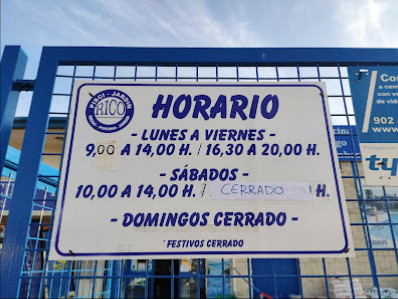 PISCI - JARDIN
RICO
HORARIO
- LUNES A VIERNES -
9,00 A 14,00 H. / 16,30 A 20,00 H.
- SÁBADOS -
10,00 A 14,00 H. / CERRADO H.
- DOMINGOS CERRADO -
*FESTIVOS CERRADO
902